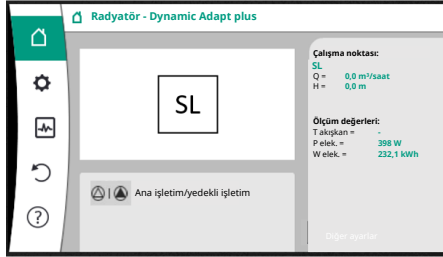 Radyatör - Dynamic Adapt plus
SL
Ana işletim/yedekli işletim
Çalışma noktası:
SL
Q = 0,0 m³/saat
H = 0,0 m
Ölçüm değerleri:
T akışkan = -
P elek. = 398 W
W elek. = 232,1 kWh
Diğer ayarlar
?